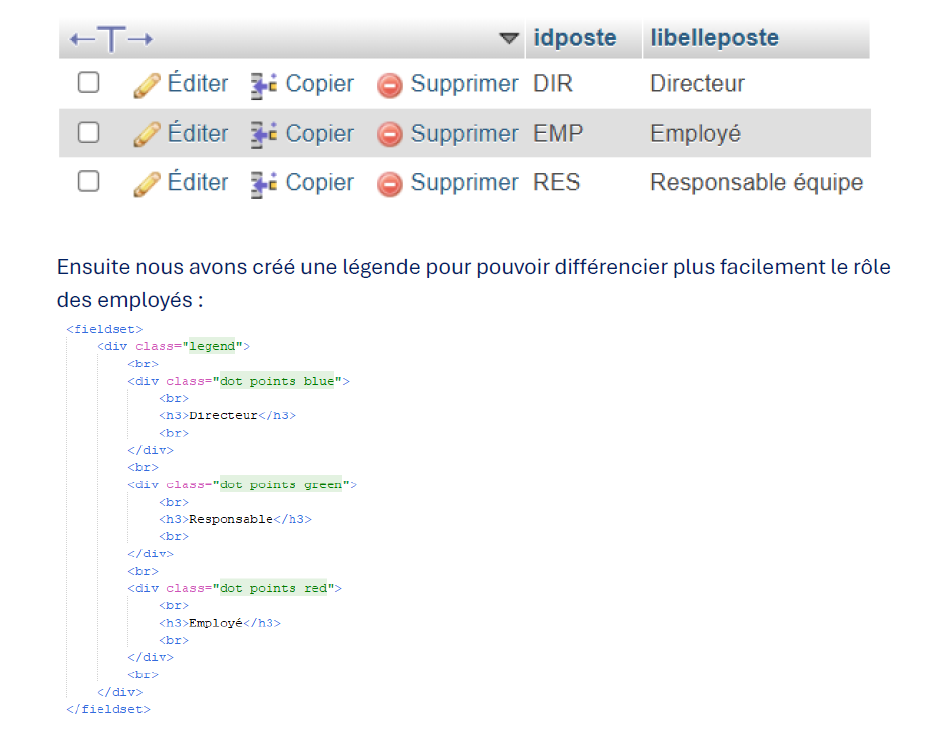 idposte libelleposte
Éditer Copier Supprimer DIR Directeur
Éditer Copier Supprimer EMP Employé
Éditer Copier Supprimer RES Responsable équipe
Ensuite nous avons créé une légende pour pouvoir différencier plus facilement le rôle
des employés :
<fieldset>
<div class="legend">
<br>
<div class="dot points blue">
<br>
<h3>Directeur</h3>
<br>
</div>
<br>
<div class="dot points green">
<br>
<h3>Responsable</h3>
<br>
</div>
<br>
<div class="dot points red">
<br>
<h3>Employé</h3>
<br>
</div>
<br>
</div>
</fieldset>